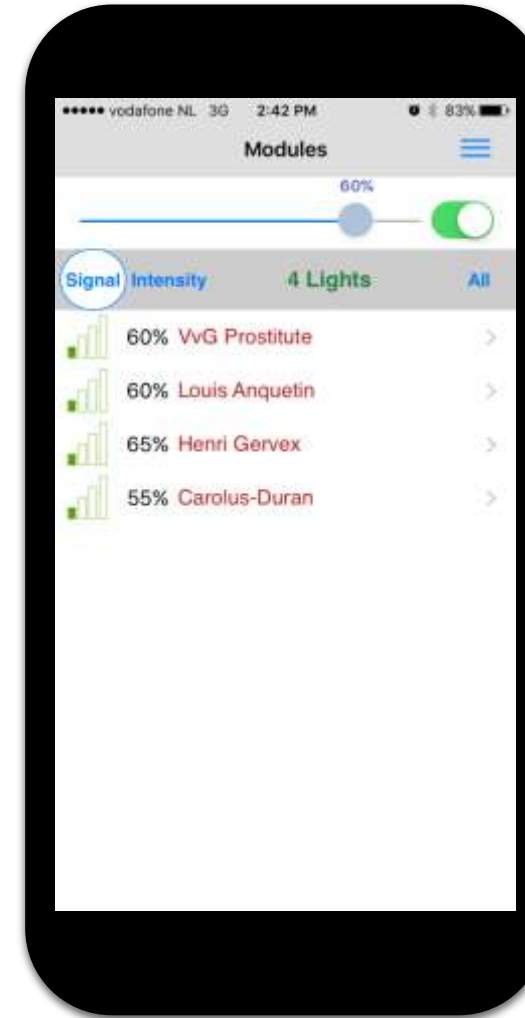 vodafone NL 3G 2:42 PM 83%
Modules
60%
Signal Intensity 4 Lights All
60% VvG Prostitute
60% Louis Anquetin
65% Henri Gervex
55% Carolus-Duran